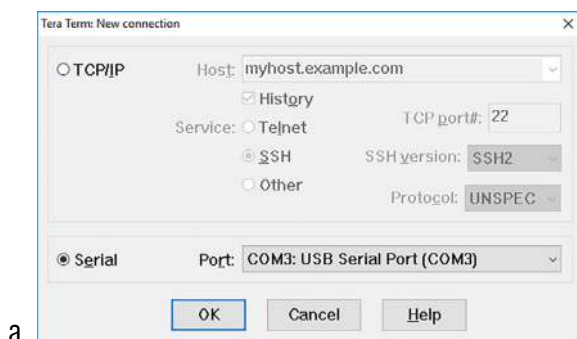 Tera Term: New connection
TCP/IP Host: myhost.example.com
History
Service: Telnet TCP port#: 22
SSH SSH version: SSH2
Other Protocol: UNSPEC
Serial Port: COM3: USB Serial Port (COM3)
OK Cancel Help
a